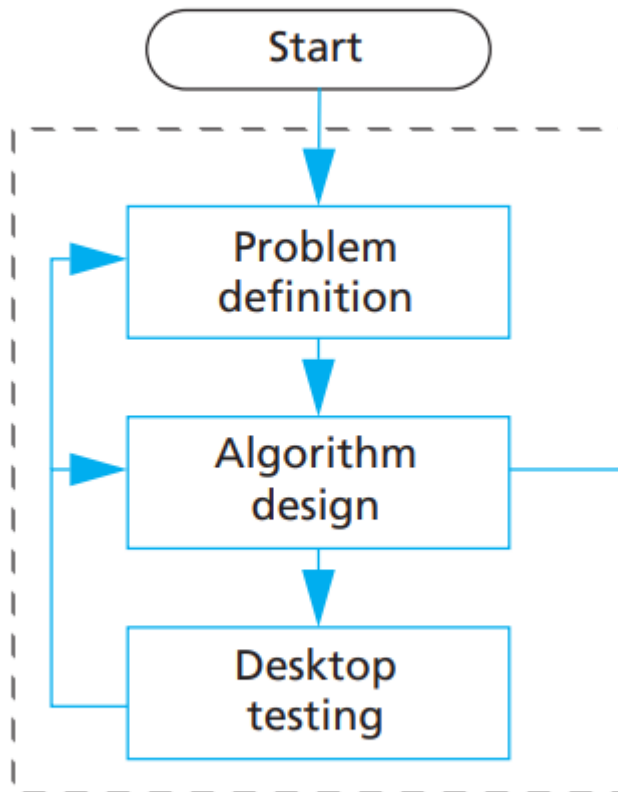 Start
Problem
definition
Algorithm
design
Desktop
testing